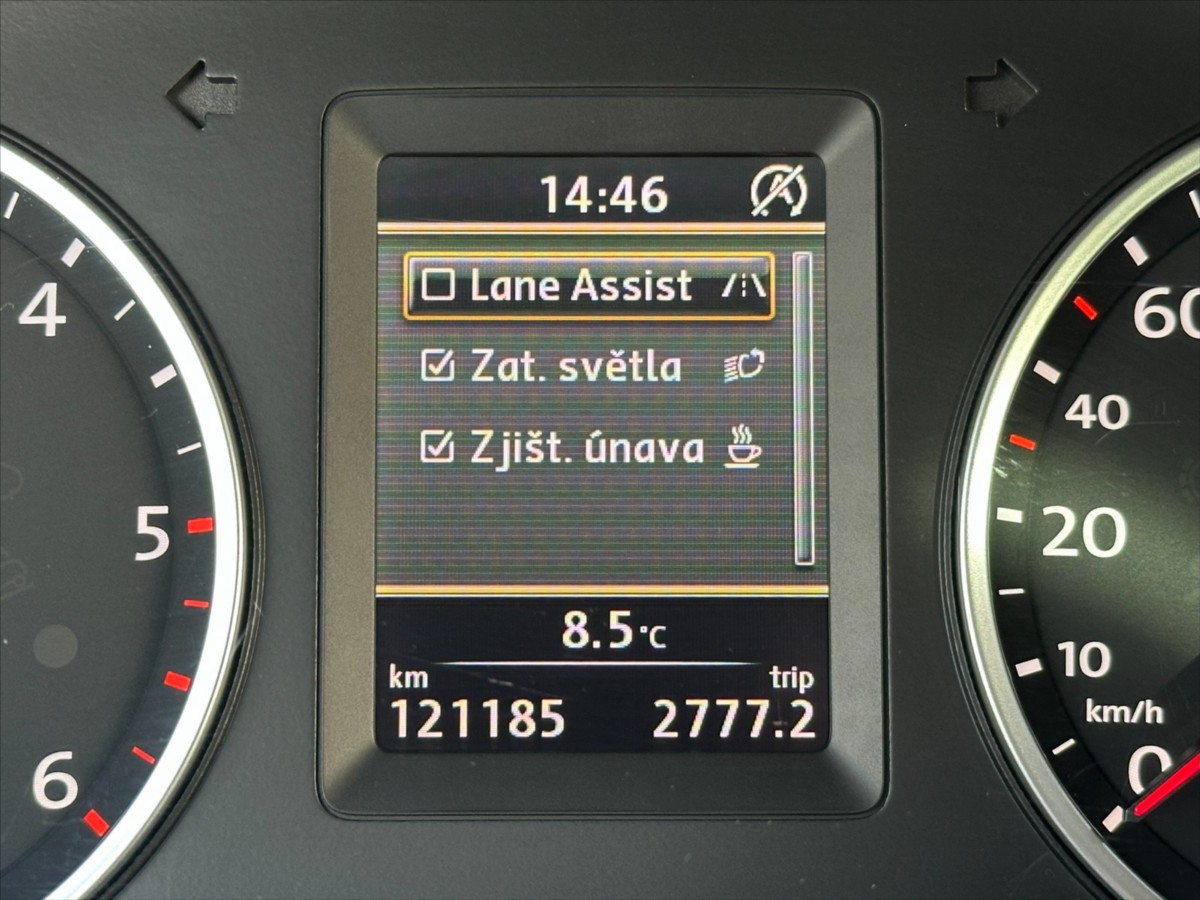 14:46
Lane Assist
Zat. světla
Zjišt. únava
8.5 °C
km trip
121185 2777.2
4
5
6
60
40
20
10
km/h
0